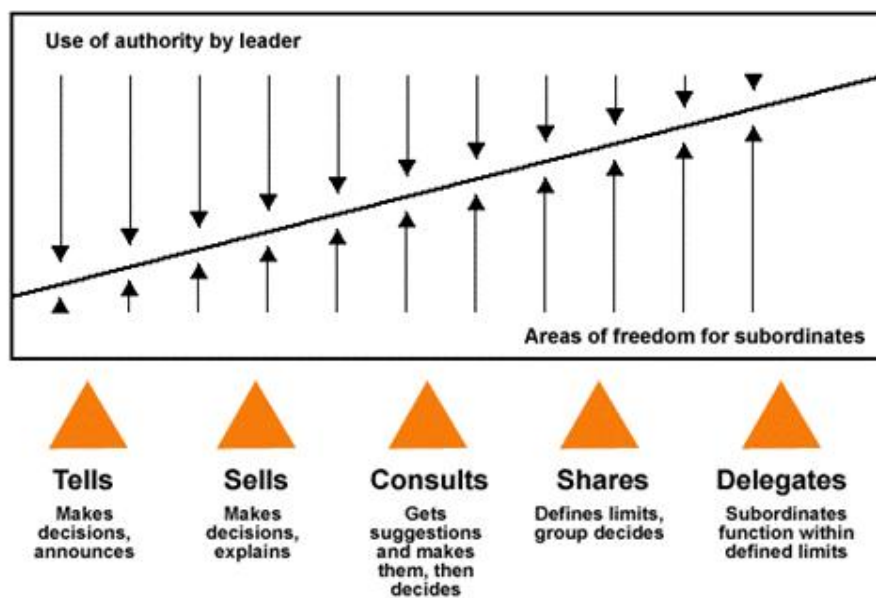 Use of authority by leader
Areas of freedom for subordinates
Tells
Makes
decisions,
announces
Sells
Makes
decisions,
explains
Consults
Gets
suggestions
and makes
them, then
decides
Shares
Defines limits,
group decides
Delegates
Subordinates
function within
defined limits